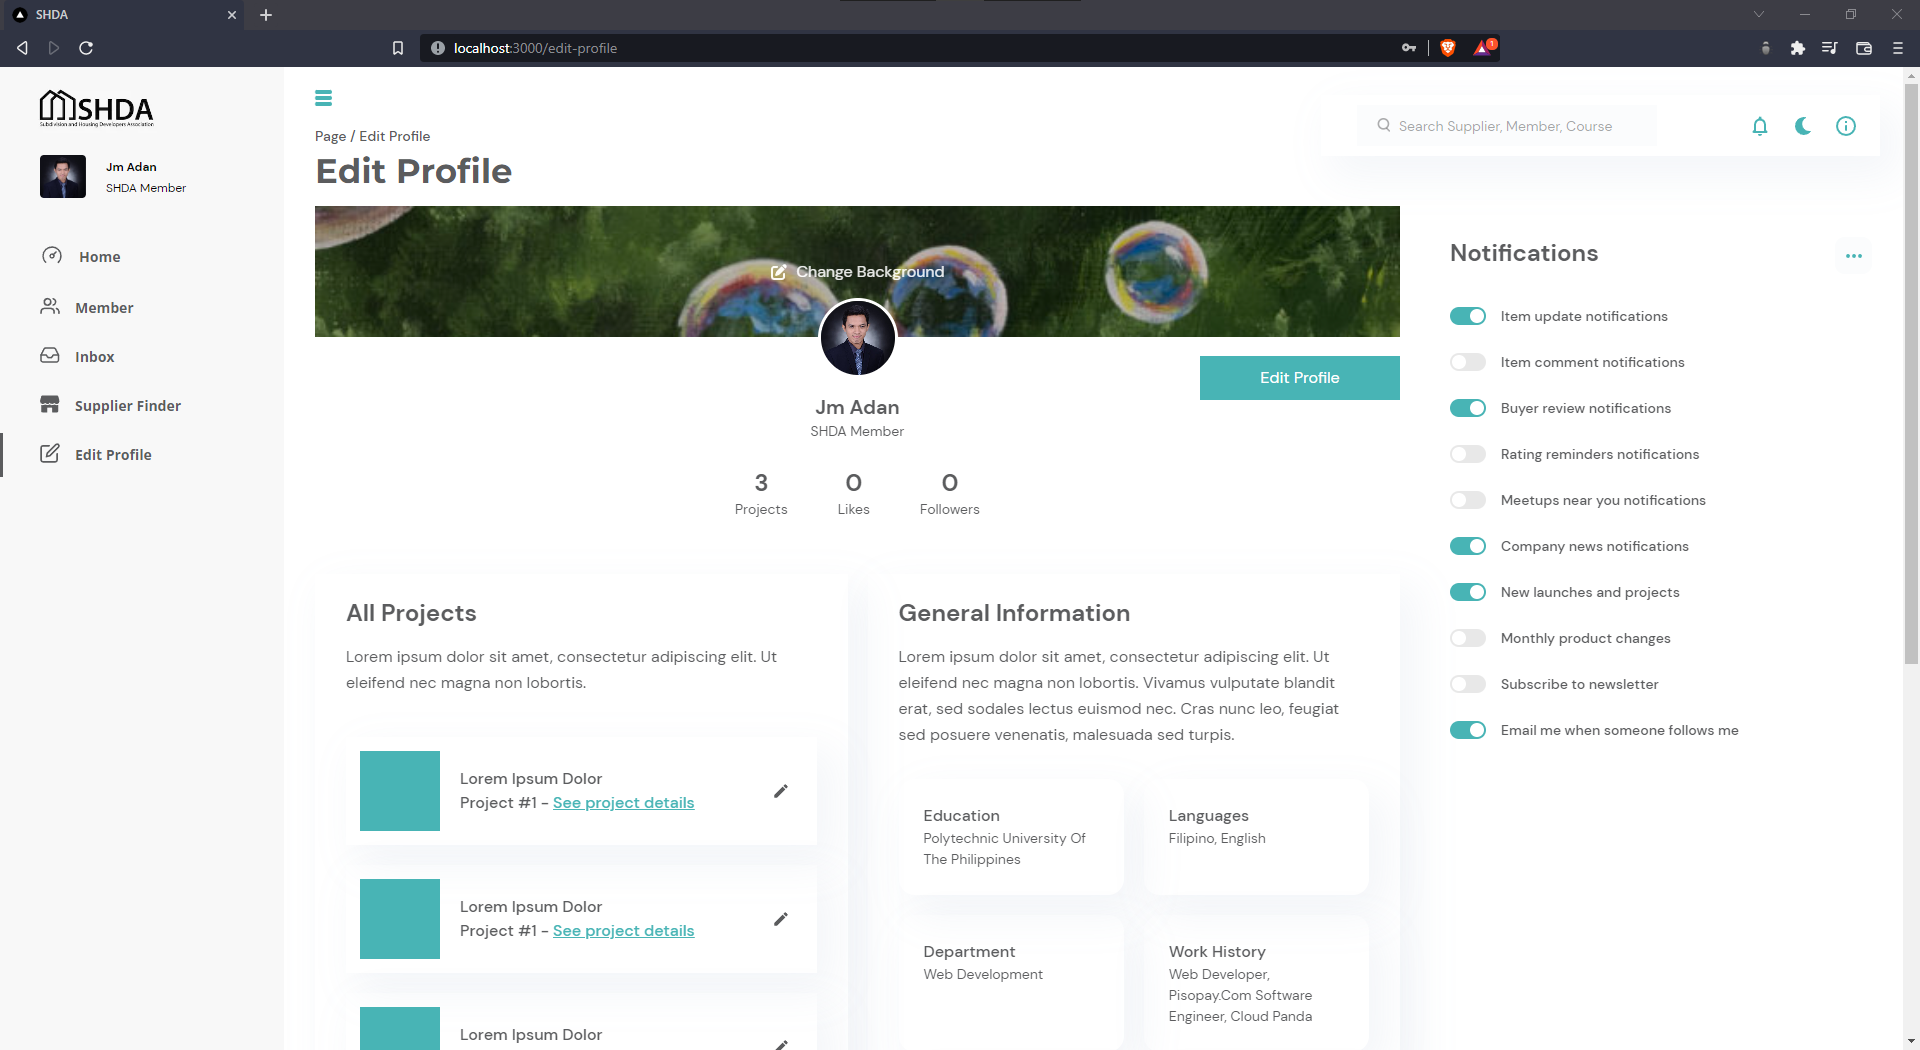 SHDA
localhost:3000/edit-profile
1
SHDA
Subdivision and Housing Developers Association
Jm Adan
SHDA Member
Home
Member
Inbox
Supplier Finder
Edit Profile
Page / Edit Profile
Edit Profile
Search Supplier, Member, Course
Change Background
Edit Profile
Jm Adan
SHDA Member
3
Projects
0
Likes
0
Followers
All Projects
Lorem ipsum dolor sit amet, consectetur adipiscing elit. Ut
eleifend nec magna non lobortis.
Lorem Ipsum Dolor
Project #1 - See project details
Lorem Ipsum Dolor
Project #1 - See project details
Lorem Ipsum Dolor
General Information
Lorem ipsum dolor sit amet, consectetur adipiscing elit. Ut
eleifend nec magna non lobortis. Vivamus vulputate blandit
erat, sed sodales lectus euismod nec. Cras nunc leo, feugiat
sed posuere venenatis, malesuada sed turpis.
Education
Polytechnic University Of
The Philippines
Languages
Filipino, English
Department
Web Development
Work History
Web Developer,
Pisopay.Com Software
Engineer, Cloud Panda
Notifications
Item update notifications
Item comment notifications
Buyer review notifications
Rating reminders notifications
Meetups near you notifications
Company news notifications
New launches and projects
Monthly product changes
Subscribe to newsletter
Email me when someone follows me